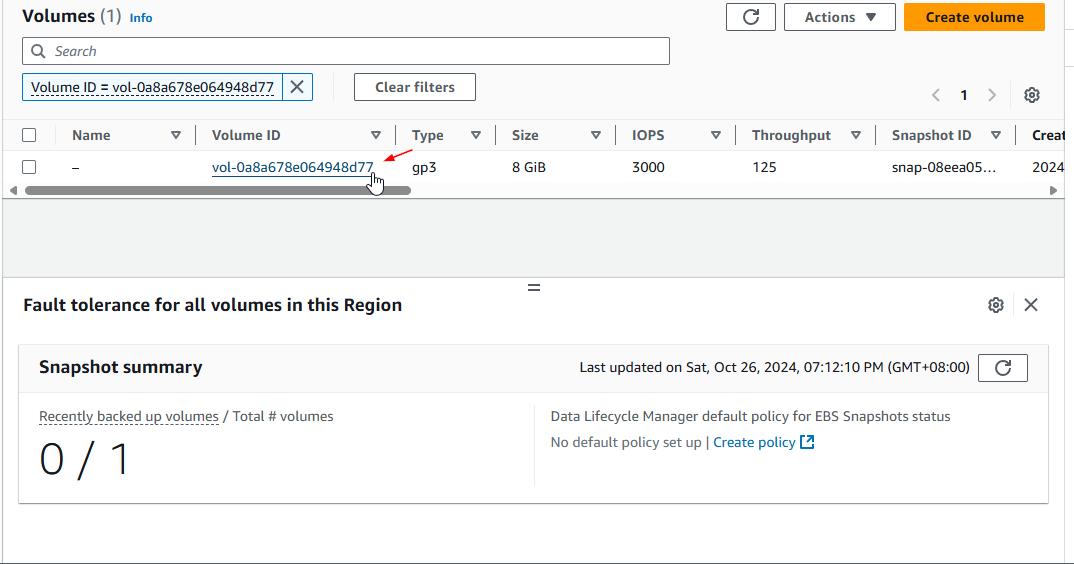 Volumes (1) Info
Actions
Create volume
Search
Volume ID = vol-0a8a678e064948d77
Clear filters
1
Name Volume ID Type Size IOPS Throughput Snapshot ID Creat
– vol-0a8a678e064948d77 gp3 8 GiB 3000 125 snap-08eea05... 2024
Fault tolerance for all volumes in this Region
Snapshot summary
Last updated on Sat, Oct 26, 2024, 07:12:10 PM (GMT+08:00)
Recently backed up volumes / Total # volumes
0 / 1
Data Lifecycle Manager default policy for EBS Snapshots status
No default policy set up | Create policy